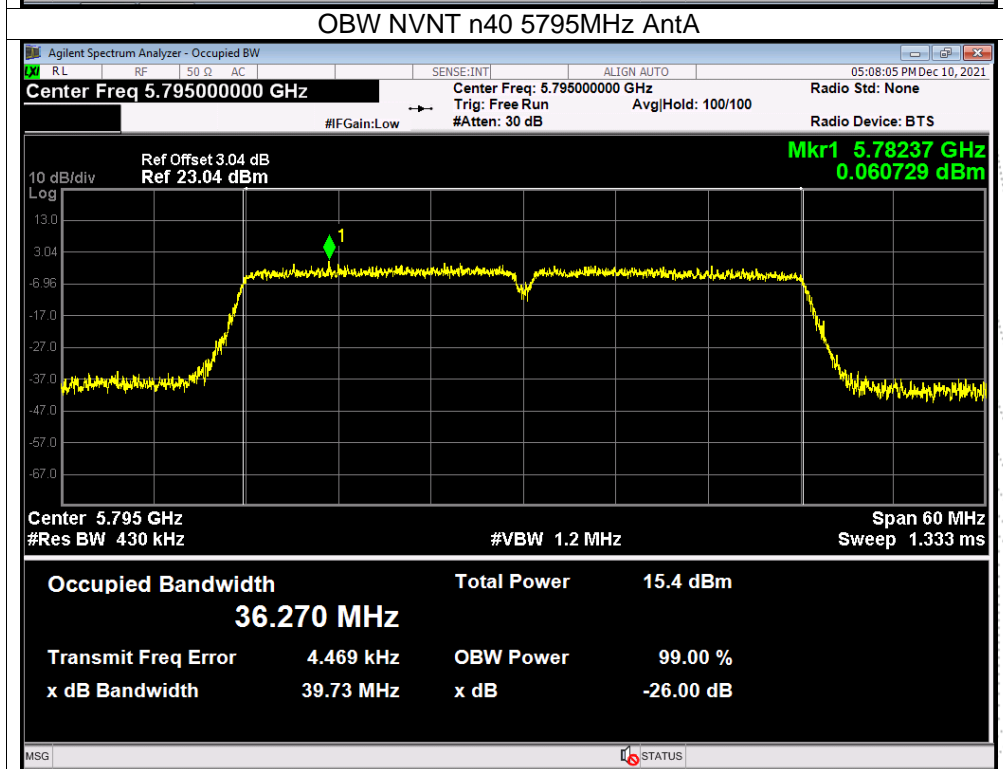 OBW NVNT n40 5795MHz AntA
Agilent Spectrum Analyzer - Occupied BW
LXI RL RF 50 Ω AC SENSE:INT ALIGN AUTO 05:08:05 PM Dec 10, 2021
Center Freq 5.795000000 GHz Center Freq: 5.795000000 GHz Radio Std: None
Trig: Free Run Avg|Hold: 100/100
#IFGain:Low #Atten: 30 dB Radio Device: BTS
Mkr1 5.78237 GHz
0.060729 dBm
Ref Offset 3.04 dB
10 dB/div Ref 23.04 dBm
Log
13.0
1
3.04
-6.96
-17.0
-27.0
-37.0
-47.0
-57.0
-67.0
Center 5.795 GHz Span 60 MHz
#Res BW 430 kHz #VBW 1.2 MHz Sweep 1.333 ms
Occupied Bandwidth Total Power 15.4 dBm
36.270 MHz
Transmit Freq Error 4.469 kHz OBW Power 99.00 %
x dB Bandwidth 39.73 MHz x dB -26.00 dB
MSG STATUS